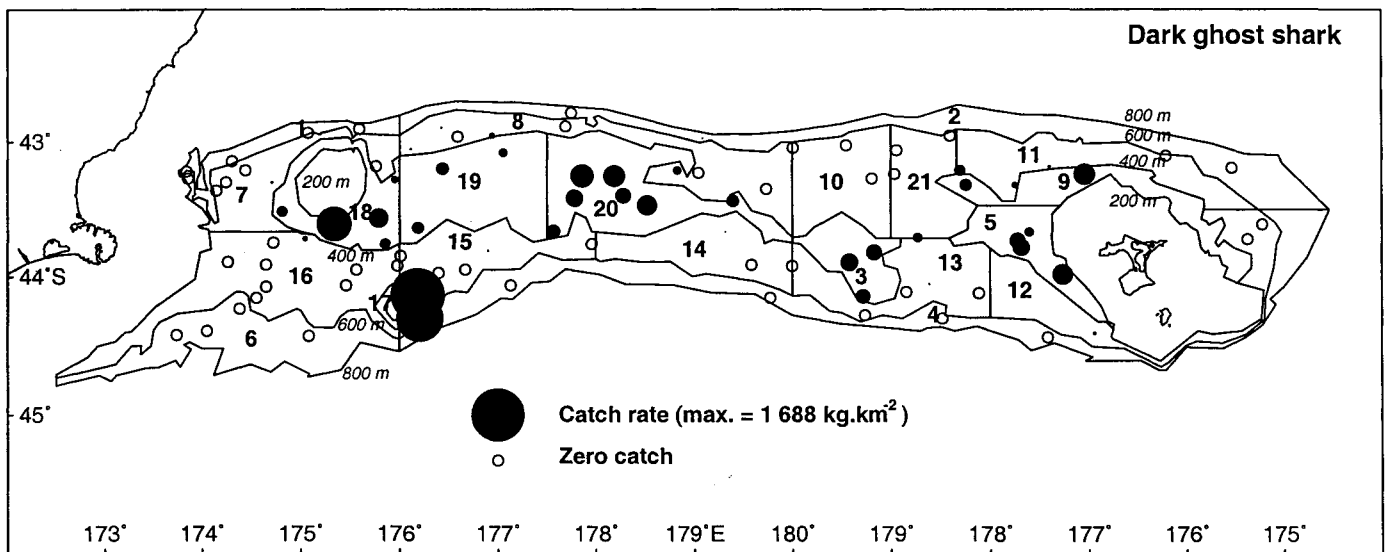 Dark ghost shark
800 m
2
8
600 m
43°
11
400 m
7
200 m
19
10
21
9
200 m
18
20
5
15
14
400 m
44°S
16
3
13
17
12
600 m
4
6
800 m
45°
Catch rate (max. = 1 688 kg.km-2)
Zero catch
173° 174° 175° 176° 177° 178° 179°E 180° 179° 178° 177° 176° 175°